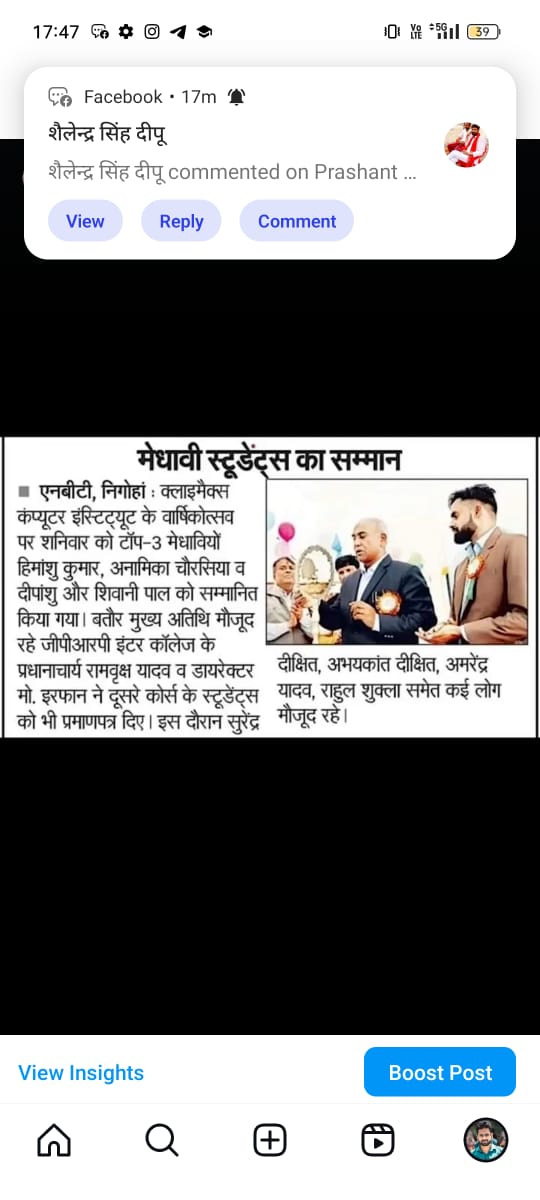 17:47
Vo LTE 5G 39
Facebook • 17m
शैलेन्द्र सिंह दीपू
शैलेन्द्र सिंह दीपू commented on Prashant ...
View Reply Comment
मेधावी स्टूडेंट्स का सम्मान
■ एनबीटी, निगोहां : क्लाइमैक्स
कंप्यूटर इंस्टिट्यूट के वार्षिकोत्सव
पर शनिवार को टॉप-3 मेधावियों
हिमांशु कुमार, अनामिका चौरसिया व
दीपांशु और शिवानी पाल को सम्मानित
किया गया। बतौर मुख्य अतिथि मौजूद
रहे जीपीआरपी इंटर कॉलेज के
प्रधानाचार्य रामवृक्ष यादव व डायरेक्टर
मो. इरफान ने दूसरे कोर्स के स्टूडेंट्स
को भी प्रमाणपत्र दिए। इस दौरान सुरेंद्र
दीक्षित, अभयकांत दीक्षित, अमरेंद्र
यादव, राहुल शुक्ला समेत कई लोग
मौजूद रहे।
View Insights
Boost Post